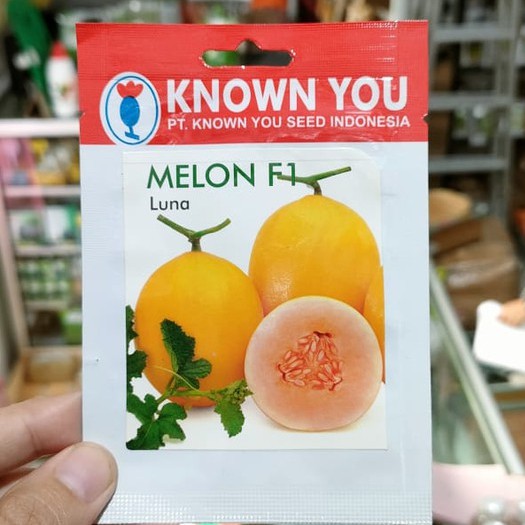 KNOWN YOU
PT. KNOWN YOU SEED INDONESIA
MELON F1
Luna